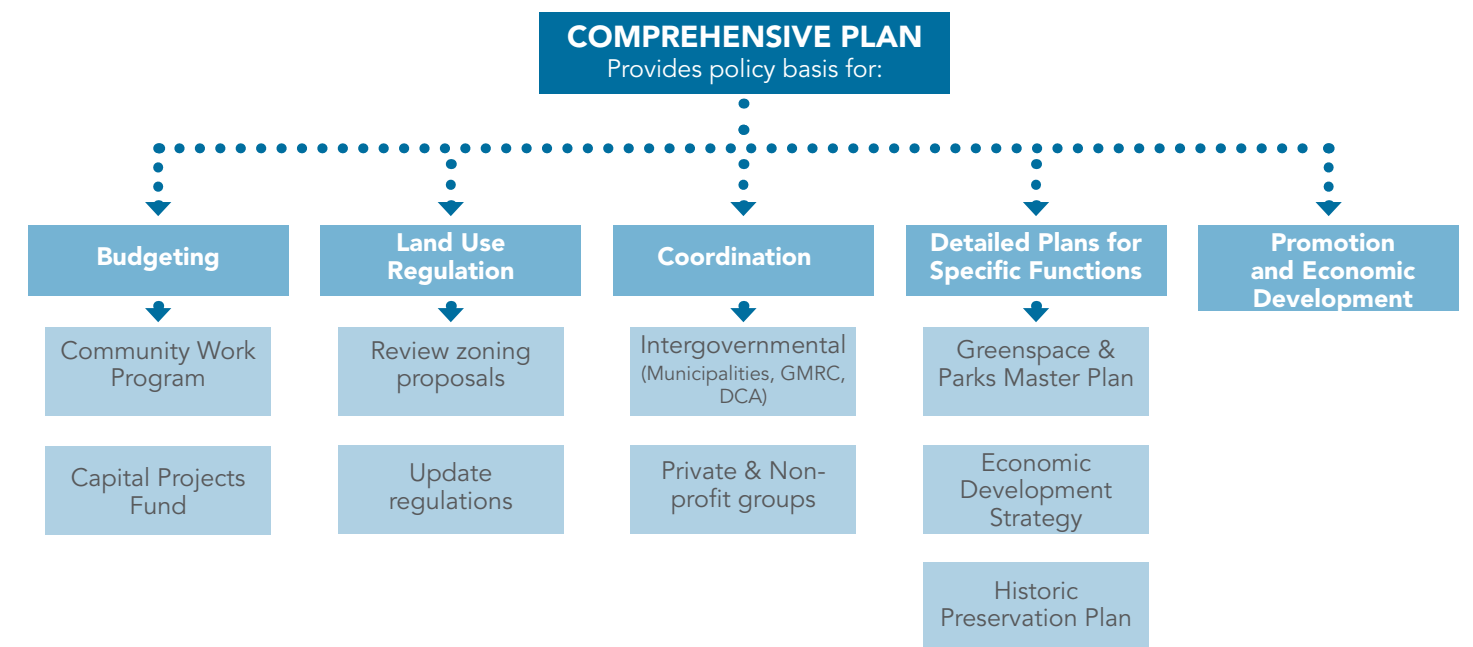 COMPREHENSIVE PLAN
Provides policy basis for:
Budgeting
Land Use
Regulation
Coordination
Detailed Plans for
Specific Functions
Promotion
and Economic
Development
Community Work
Program
Review zoning
proposals
Intergovernmental
(Municipalities, GMRC,
DCA)
Greenspace &
Parks Master Plan
Capital Projects
Fund
Update
regulations
Private & Non-
profit groups
Economic
Development
Strategy
Historic
Preservation Plan